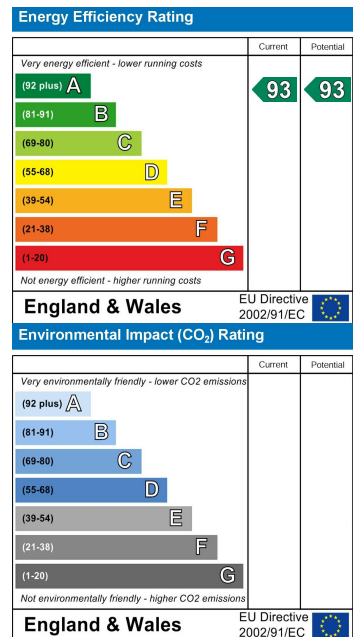 Energy Efficiency Rating
Current Potential
Very energy efficient - lower running costs
(92 plus) A 93 93
(81-91) B
(69-80) C
(55-68) D
(39-54) E
(21-38) F
(1-20) G
Not energy efficient - higher running costs
England & Wales EU Directive 2002/91/EC
Environmental Impact (CO₂) Rating
Current Potential
Very environmentally friendly - lower CO2 emissions
(92 plus) A
(81-91) B
(69-80) C
(55-68) D
(39-54) E
(21-38) F
(1-20) G
Not environmentally friendly - higher CO2 emissions
England & Wales EU Directive 2002/91/EC